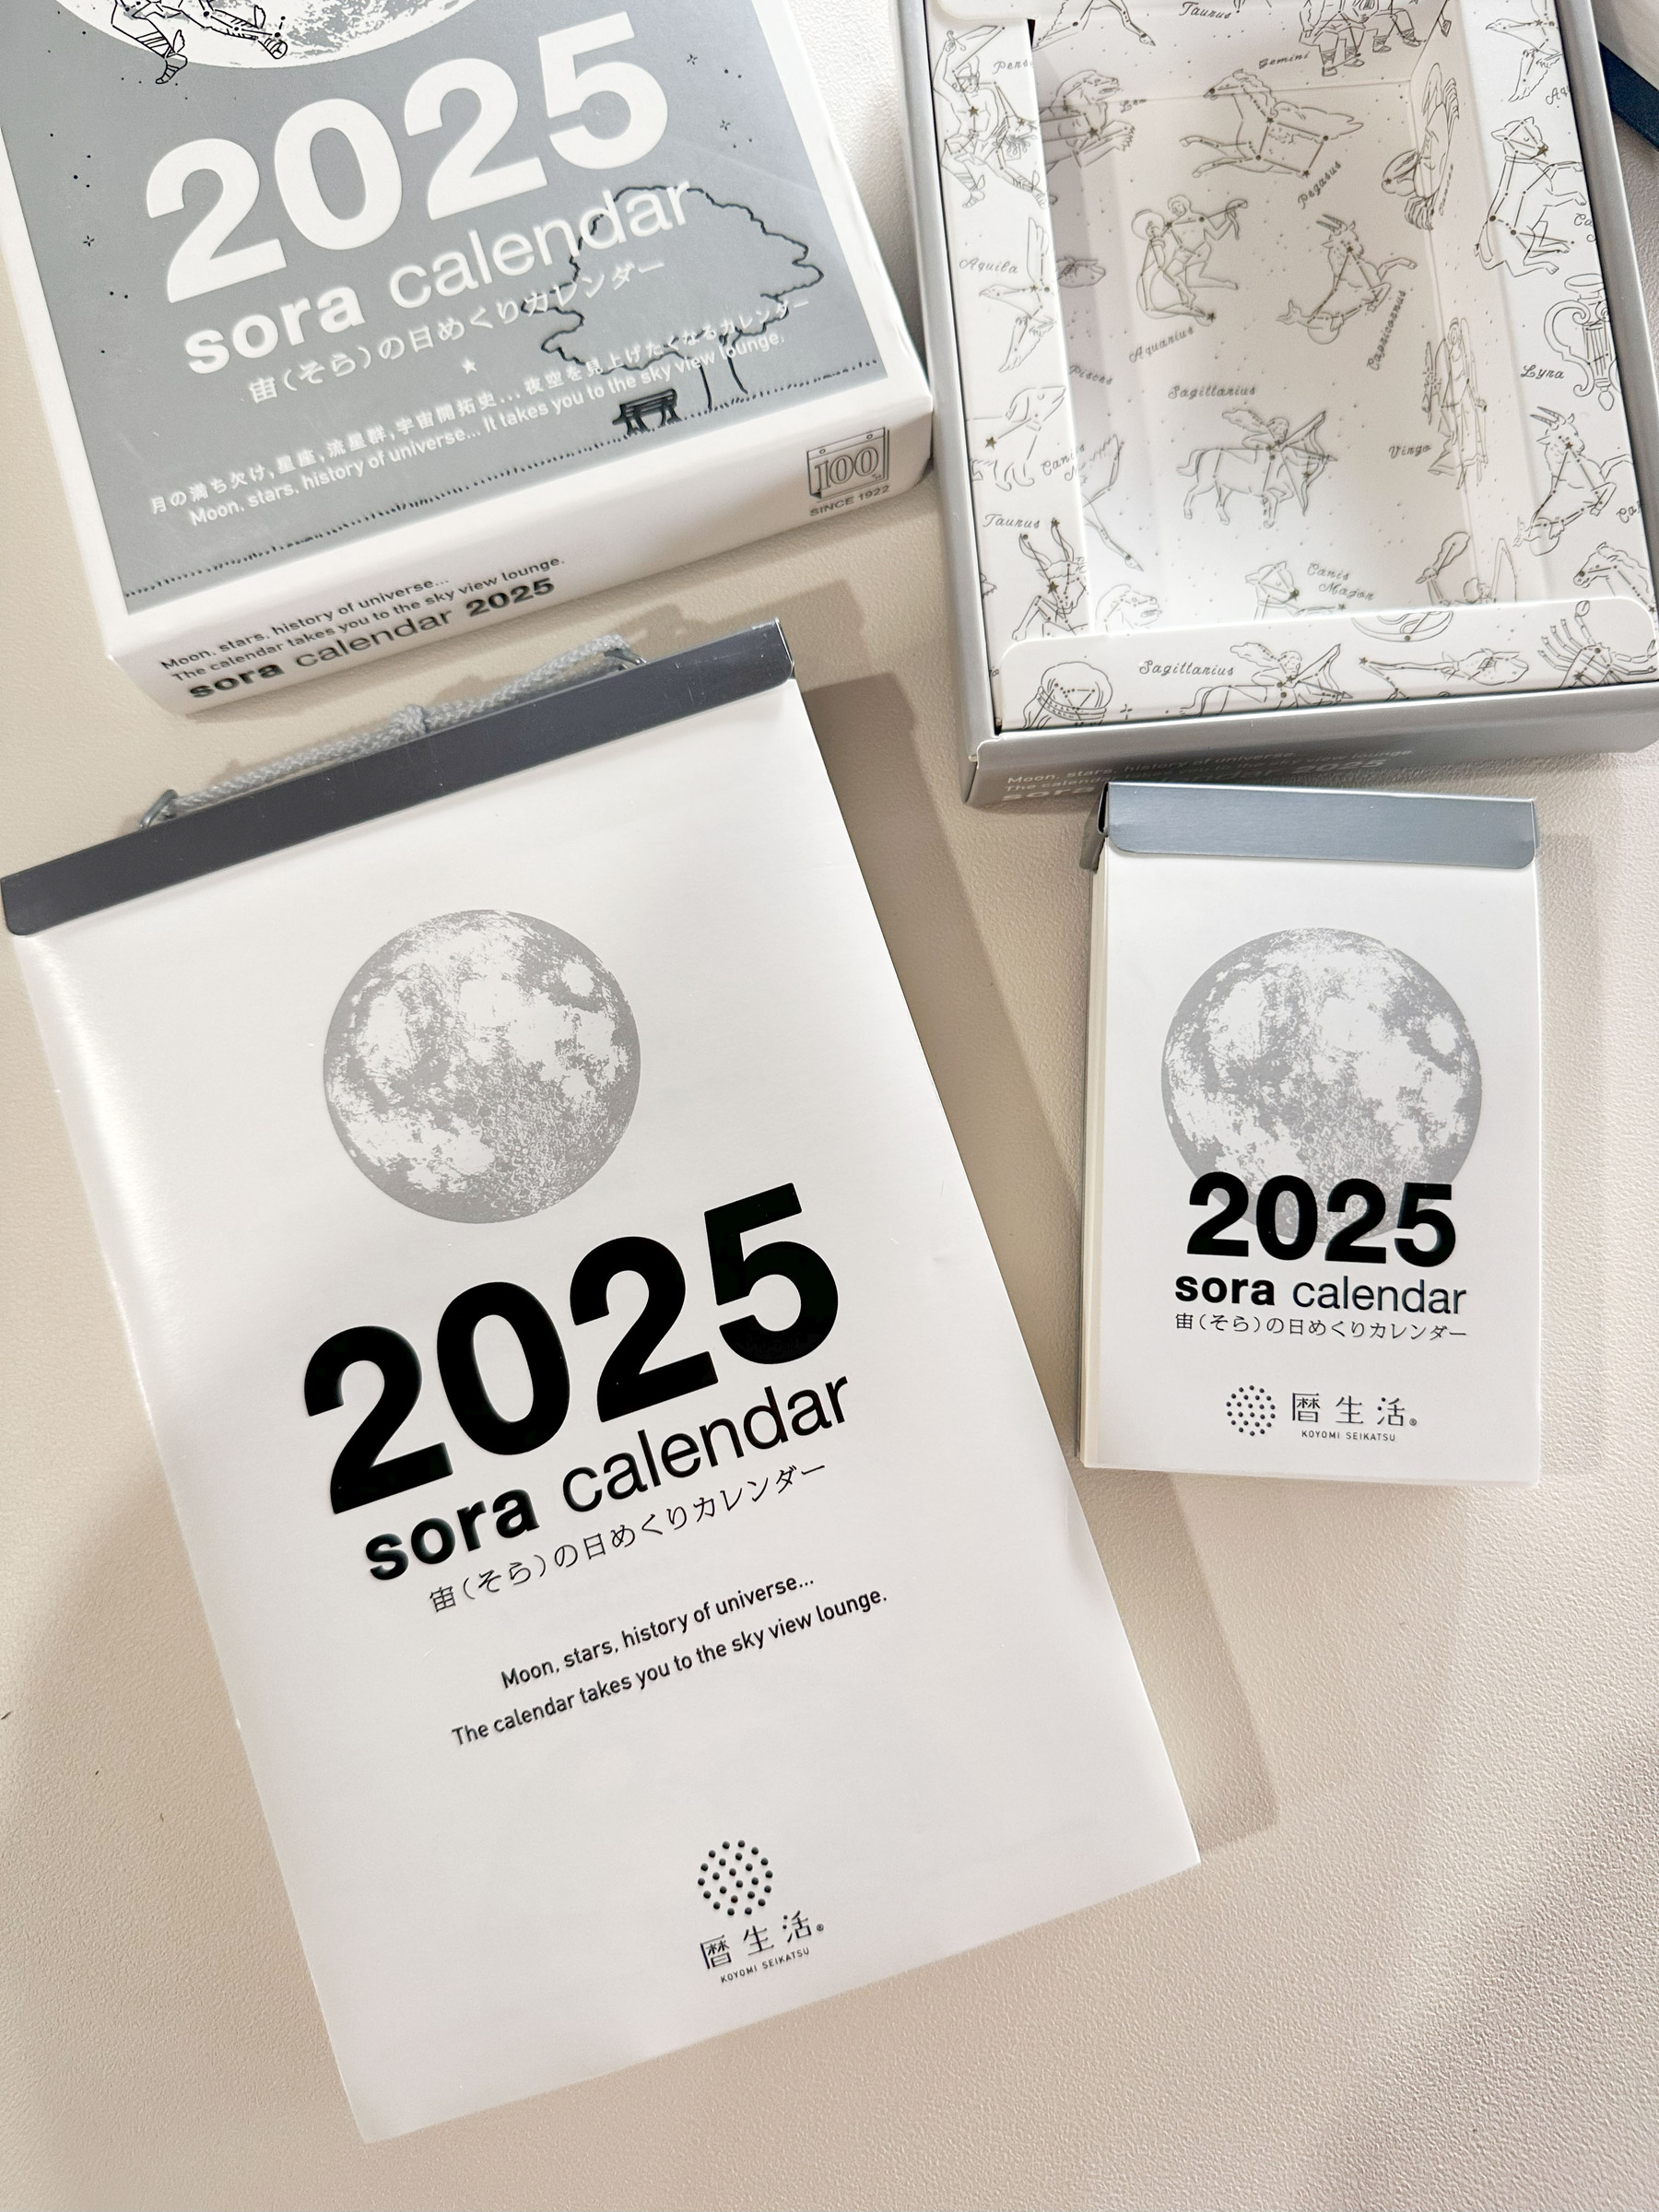 2025
sora calendar
宙(そら)の日めくりカレンダー
月の満ち欠け,星座,流星群,宇宙開拓史...夜空を見上げたくなるカレンダー
Moon, stars, history of universe... It takes you to the sky view lounge.
100
SINCE 1922
Moon, stars, history of universe...
The calendar takes you to the sky view lounge.
sora calendar 2025
Taurus
Gemini
Leo
Pegasus
Aquila
Aquarius
Capricornus
Pisces
Sagittarius
Lyra
Virgo
Taurus
Canis
Major
Sagittarius
Moon, stars, history of universe
2025
sora calendar
宙(そら)の日めくりカレンダー
Moon, stars, history of universe...
The calendar takes you to the sky view lounge.
暦生活®
KOYOMI SEIKATSU
2025
sora calendar
宙(そら)の日めくりカレンダー
暦生活®
KOYOMI SEIKATSU